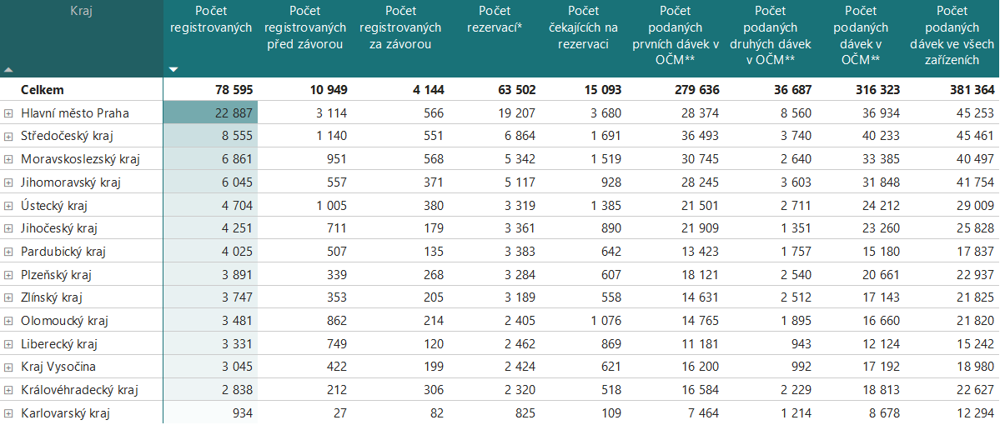 Kraj Počet registrovaných Počet registrovaných před závorou Počet registrovaných za závorou Počet rezervací* Počet čekajících na rezervaci Počet podaných prvních dávek v OČM** Počet podaných druhých dávek v OČM** Počet podaných dávek v OČM** Počet podaných dávek ve všech zařízeních
Celkem 78 595 10 949 4 144 63 502 15 093 279 636 36 687 316 323 381 364
Hlavní město Praha 22 887 3 114 566 19 207 3 680 28 374 8 560 36 934 45 253
Středočeský kraj 8 555 1 140 551 6 864 1 691 36 493 3 740 40 233 45 461
Moravskoslezský kraj 6 861 951 568 5 342 1 519 30 745 2 640 33 385 40 497
Jihomoravský kraj 6 045 557 371 5 117 928 28 245 3 603 31 848 41 754
Ústecký kraj 4 704 1 005 380 3 319 1 385 21 501 2 711 24 212 29 009
Jihočeský kraj 4 251 711 179 3 361 890 21 909 1 351 23 260 25 828
Pardubický kraj 4 025 507 135 3 383 642 13 423 1 757 15 180 17 837
Plzeňský kraj 3 891 339 268 3 284 607 18 121 2 540 20 661 22 937
Zlínský kraj 3 747 353 205 3 189 558 14 631 2 512 17 143 21 825
Olomoucký kraj 3 481 862 214 2 405 1 076 14 765 1 895 16 660 21 820
Liberecký kraj 3 331 749 120 2 462 869 11 181 943 12 124 15 242
Kraj Vysočina 3 045 422 199 2 424 621 16 200 992 17 192 18 980
Královéhradecký kraj 2 838 212 306 2 320 518 16 584 2 229 18 813 22 627
Karlovarský kraj 934 27 82 825 109 7 464 1 214 8 678 12 294